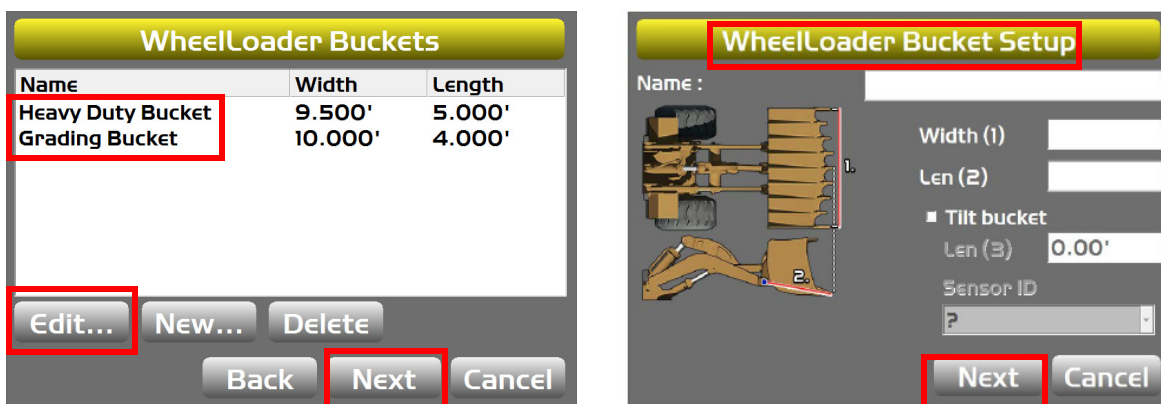 WheelLoader Buckets
Name Width Length
Heavy Duty Bucket 9.500' 5.000'
Grading Bucket 10.000' 4.000'
Edit... New... Delete
Back Next Cancel
WheelLoader Bucket Setup
Name :
1.
Width (1)
Len (2)
Tilt bucket
Len (3) 0.00'
2.
Sensor ID
?
Next Cancel